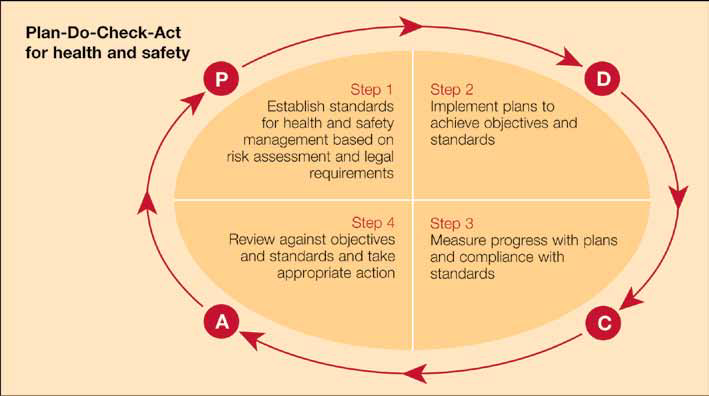 Plan-Do-Check-Act
for health and safety
P
D
Step 1
Establish standards
for health and safety
management based on
risk assessment and legal
requirements
Step 2
Implement plans to
achieve objectives and
standards
Step 4
Review against objectives
and standards and take
appropriate action
Step 3
Measure progress with plans
and compliance with
standards
A
C